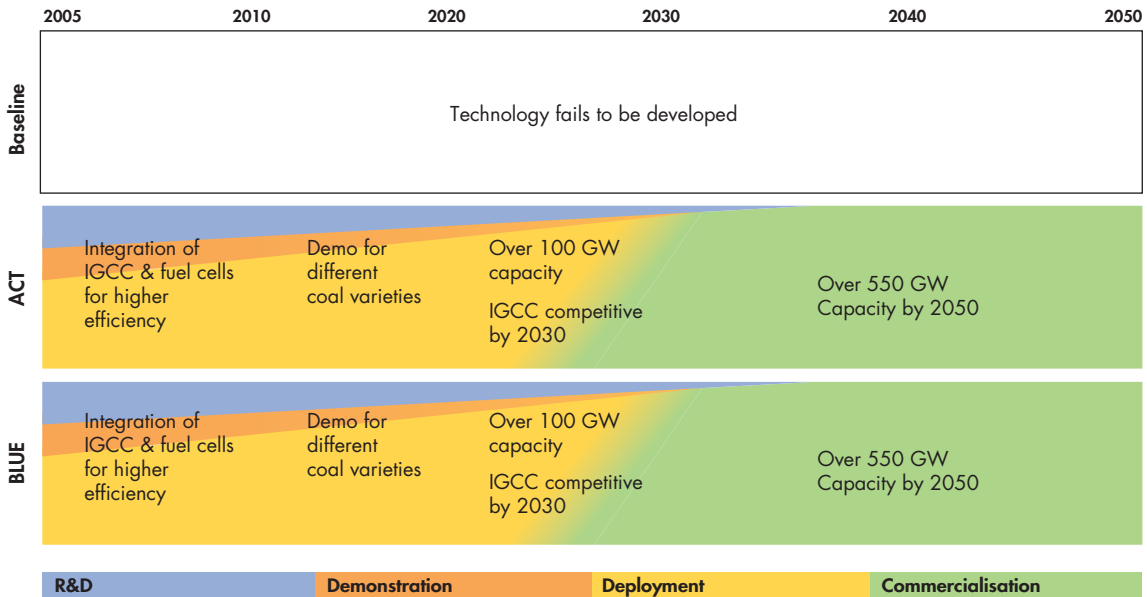 2005 2010 2020 2030 2040 2050
Baseline
Technology fails to be developed
ACT
Integration of
IGCC & fuel cells
for higher
efficiency
Demo for
different
coal varieties
Over 100 GW
capacity
IGCC competitive
by 2030
Over 550 GW
Capacity by 2050
BLUE
Integration of
IGCC & fuel cells
for higher
efficiency
Demo for
different
coal varieties
Over 100 GW
capacity
IGCC competitive
by 2030
Over 550 GW
Capacity by 2050
R&D Demonstration Deployment Commercialisation